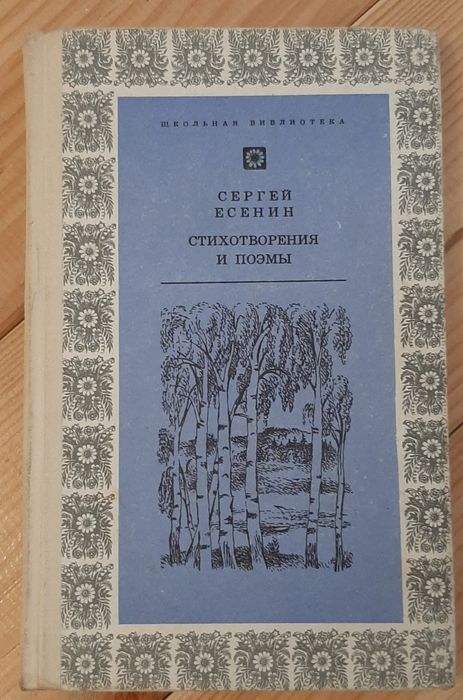 ШКОЛЬНАЯ БИБЛИОТЕКА
СЕРГЕЙ
ЕСЕНИН
СТИХОТВОРЕНИЯ
И ПОЭМЫ